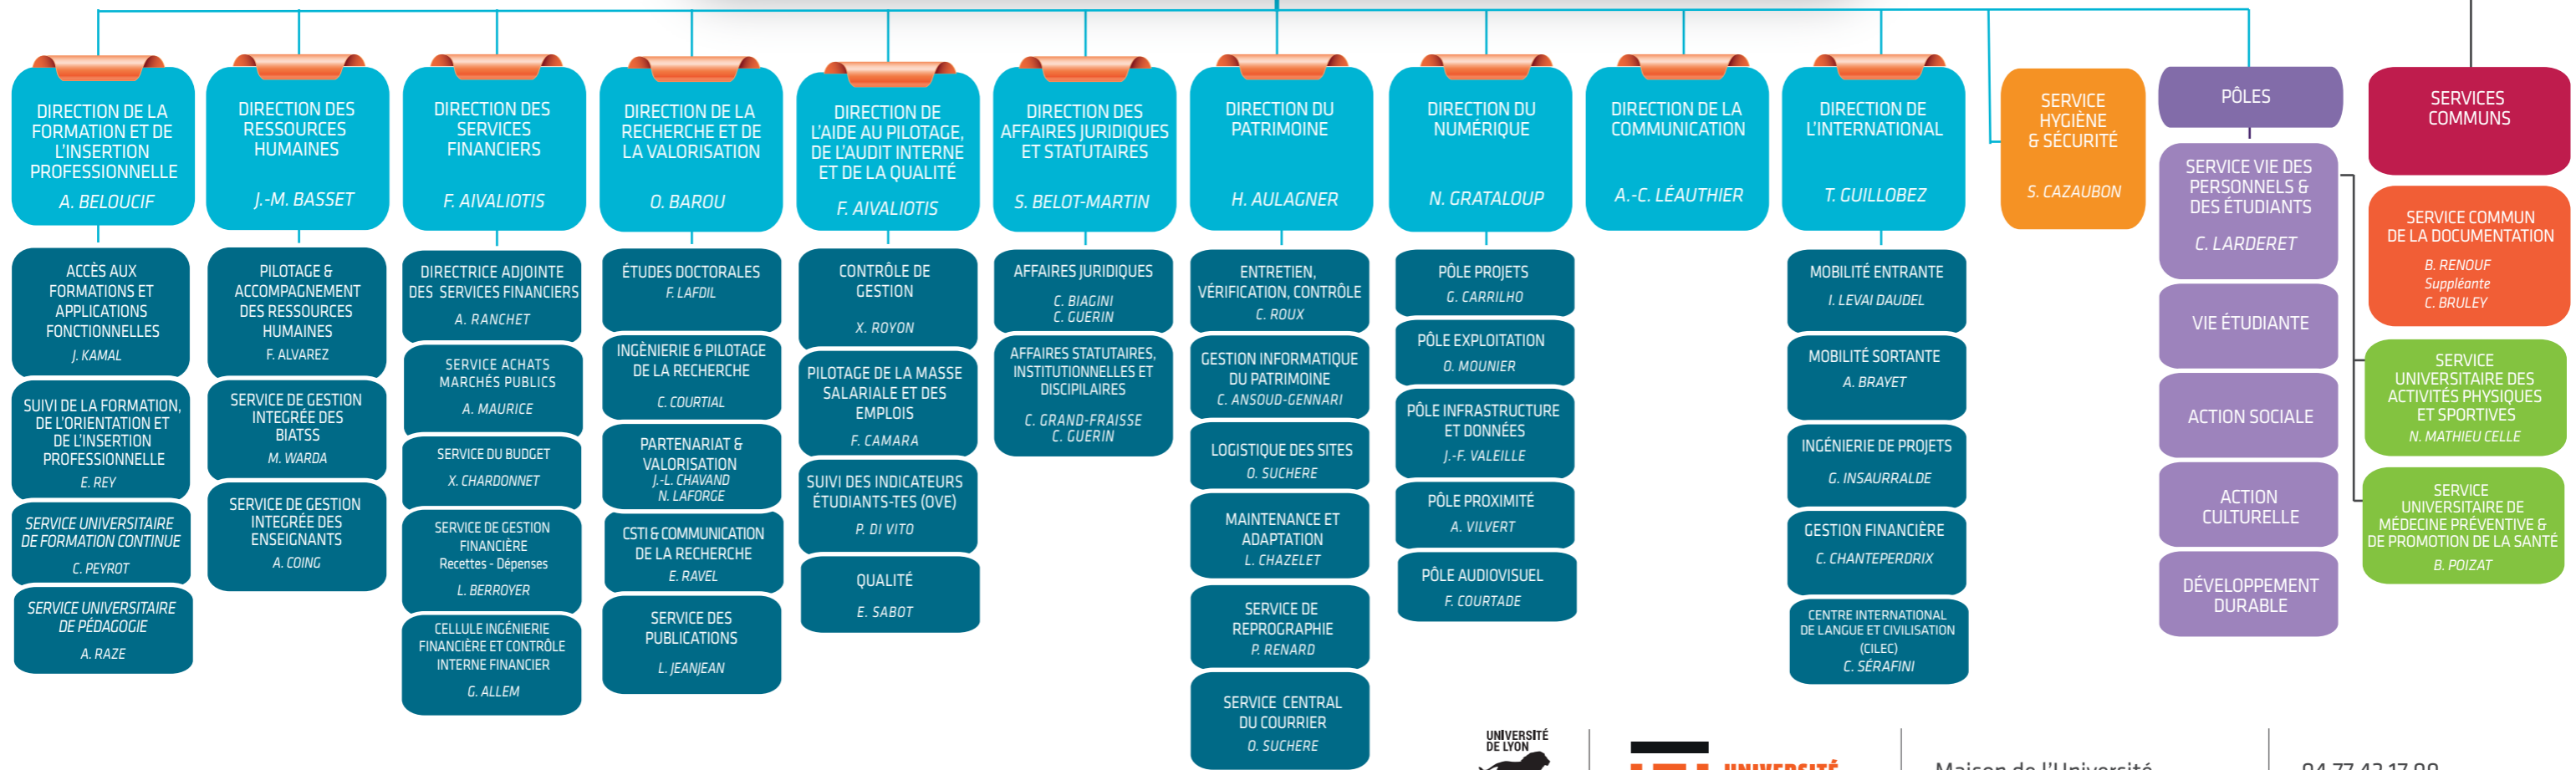 DIRECTION DE LA
FORMATION ET DE
L'INSERTION
PROFESSIONNELLE
A. BELOUCIF
ACCÈS AUX
FORMATIONS ET
APPLICATIONS
FONCTIONNELLES
J. KAMAL
SUIVI DE LA FORMATION,
DE L'ORIENTATION ET
DE L'INSERTION
PROFESSIONNELLE
E. REY
SERVICE UNIVERSITAIRE
DE FORMATION CONTINUE
C. PEYROT
SERVICE UNIVERSITAIRE
DE PÉDAGOGIE
A. RAZE
DIRECTION DES
RESSOURCES
HUMAINES
J.-M. BASSET
PILOTAGE &
ACCOMPAGNEMENT
DES RESSOURCES
HUMAINES
F. ALVAREZ
SERVICE DE GESTION
INTEGRÉE DES
BIATSS
M. WARDA
SERVICE DE GESTION
INTEGRÉE DES
ENSEIGNANTS
A. COING
DIRECTION DES
SERVICES
FINANCIERS
F. AIVALIOTIS
DIRECTRICE ADJOINTE
DES SERVICES FINANCIERS
A. RANCHET
SERVICE ACHATS
MARCHÉS PUBLICS
A. MAURICE
SERVICE DU BUDGET
X. CHARDONNET
SERVICE DE GESTION
FINANCIÈRE
Recettes - Dépenses
L. BERROYER
CELLULE INGÉNIERIE
FINANCIÈRE ET CONTRÔLE
INTERNE FINANCIER
G. ALLEM
DIRECTION DE LA
RECHERCHE ET DE
LA VALORISATION
O. BAROU
ÉTUDES DOCTORALES
F. LAFDIL
INGÈNIERIE & PILOTAGE
DE LA RECHERCHE
C. COURTIAL
PARTENARIAT &
VALORISATION
J.-L. CHAVAND
N. LAFORGE
CSTI & COMMUNICATION
DE LA RECHERCHE
E. RAVEL
SERVICE DES
PUBLICATIONS
L. JEANJEAN
DIRECTION DE
L'AIDE AU PILOTAGE,
DE L'AUDIT INTERNE
ET DE LA QUALITÉ
F. AIVALIOTIS
CONTRÔLE DE
GESTION
X. ROYON
PILOTAGE DE LA MASSE
SALARIALE ET DES
EMPLOIS
F. CAMARA
SUIVI DES INDICATEURS
ÉTUDIANTS-TES (OVE)
P. DI VITO
QUALITÉ
E. SABOT
DIRECTION DES
AFFAIRES JURIDIQUES
ET STATUTAIRES
S. BELOT-MARTIN
AFFAIRES JURIDIQUES
C. BIAGINI
C. GUERIN
AFFAIRES STATUTAIRES,
INSTITUTIONNELLES ET
DISCIPILAIRES
C. GRAND-FRAISSE
C. GUERIN
DIRECTION DU
PATRIMOINE
H. AULAGNER
ENTRETIEN,
VÉRIFICATION, CONTRÔLE
C. ROUX
GESTION INFORMATIQUE
DU PATRIMOINE
C. ANSOUD-GENNARI
LOGISTIQUE DES SITES
O. SUCHERE
MAINTENANCE ET
ADAPTATION
L. CHAZELET
SERVICE DE
REPROGRAPHIE
P. RENARD
SERVICE CENTRAL
DU COURRIER
O. SUCHERE
DIRECTION DU
NUMÉRIQUE
N. GRATALOUP
PÔLE PROJETS
G. CARRILHO
PÔLE EXPLOITATION
O. MOUNIER
PÔLE INFRASTRUCTURE
ET DONNÉES
J.-F. VALEILLE
PÔLE PROXIMITÉ
A. VILVERT
PÔLE AUDIOVISUEL
F. COURTADE
DIRECTION DE LA
COMMUNICATION
A.-C. LÉAUTHIER
DIRECTION DE
L'INTERNATIONAL
T. GUILLOBEZ
MOBILITÉ ENTRANTE
I. LEVAI DAUDEL
MOBILITÉ SORTANTE
A. BRAYET
INGÉNIERIE DE PROJETS
G. INSAURRALDE
GESTION FINANCIÈRE
C. CHANTEPERDRIX
CENTRE INTERNATIONAL
DE LANGUE ET CIVILISATION
(CILEC)
C. SÉRAFINI
SERVICE
HYGIÈNE
& SÉCURITÉ
S. CAZAUBON
PÔLES
SERVICE VIE DES
PERSONNELS &
DES ÉTUDIANTS
C. LARDERET
VIE ÉTUDIANTE
ACTION SOCIALE
ACTION
CULTURELLE
DÉVELOPPEMENT
DURABLE
SERVICES
COMMUNS
SERVICE COMMUN
DE LA DOCUMENTATION
B. RENOUF
Suppléante
C. BRULEY
SERVICE
UNIVERSITAIRE DES
ACTIVITÉS PHYSIQUES
ET SPORTIVES
N. MATHIEU CELLE
SERVICE
UNIVERSITAIRE DE
MÉDECINE PRÉVENTIVE &
DE PROMOTION DE LA SANTÉ
B. POIZAT
UNIVERSITÉ
DE LYON
UNIVERSITÉ
Maison de l'Université